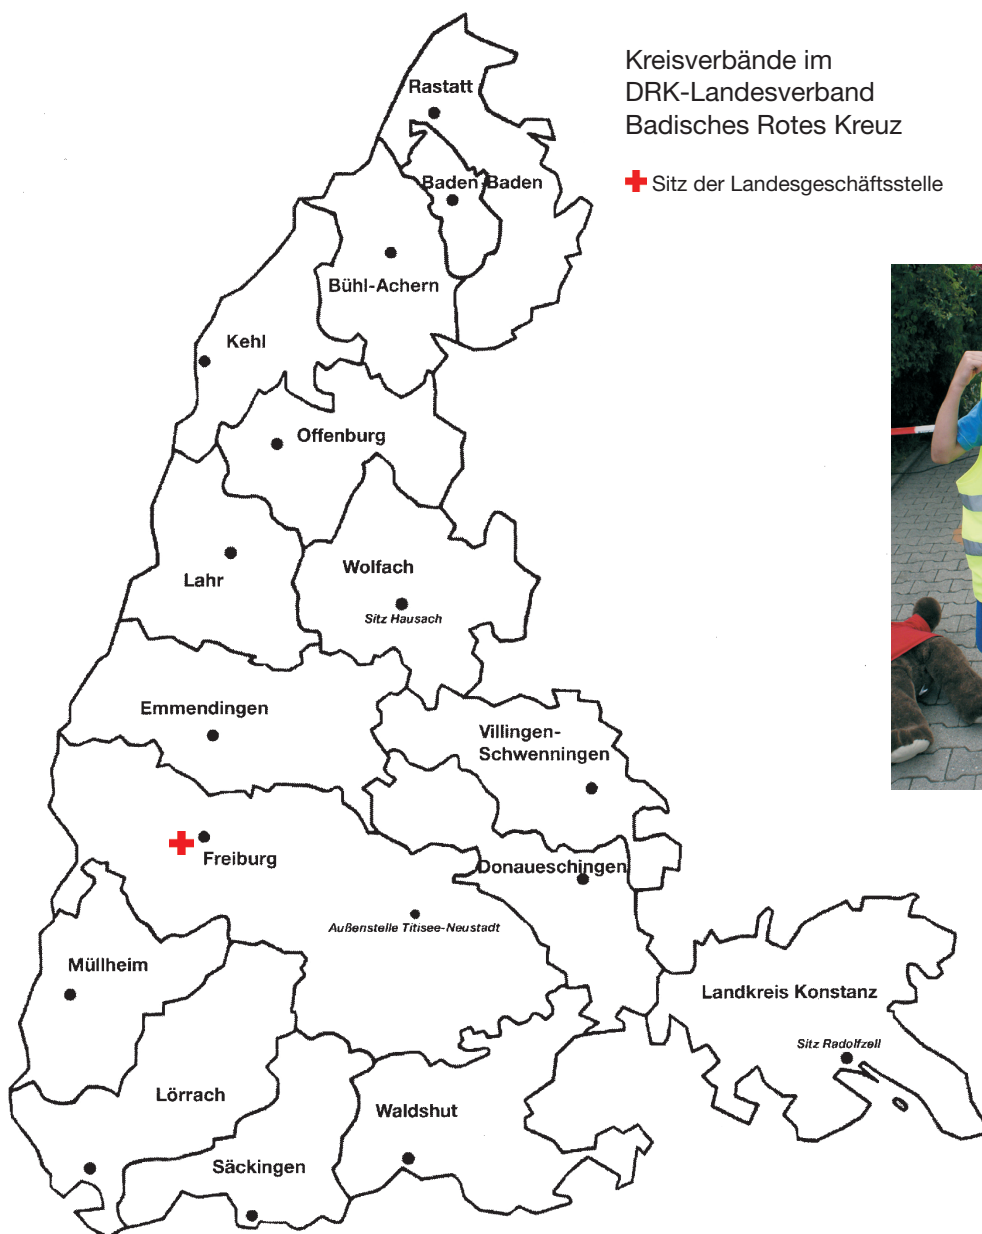 Kreisverbände im
DRK-Landesverband
Badisches Rotes Kreuz
Sitz der Landesgeschäftsstelle
Rastatt
Baden-Baden
Bühl-Achern
Kehl
Offenburg
Wolfach
Sitz Hausach
Lahr
Emmendingen
Villingen-
Schwenningen
Freiburg
Donaueschingen
Außenstelle Titisee-Neustadt
Müllheim
Landkreis Konstanz
Sitz Radolfzell
Lörrach
Waldshut
Säckingen